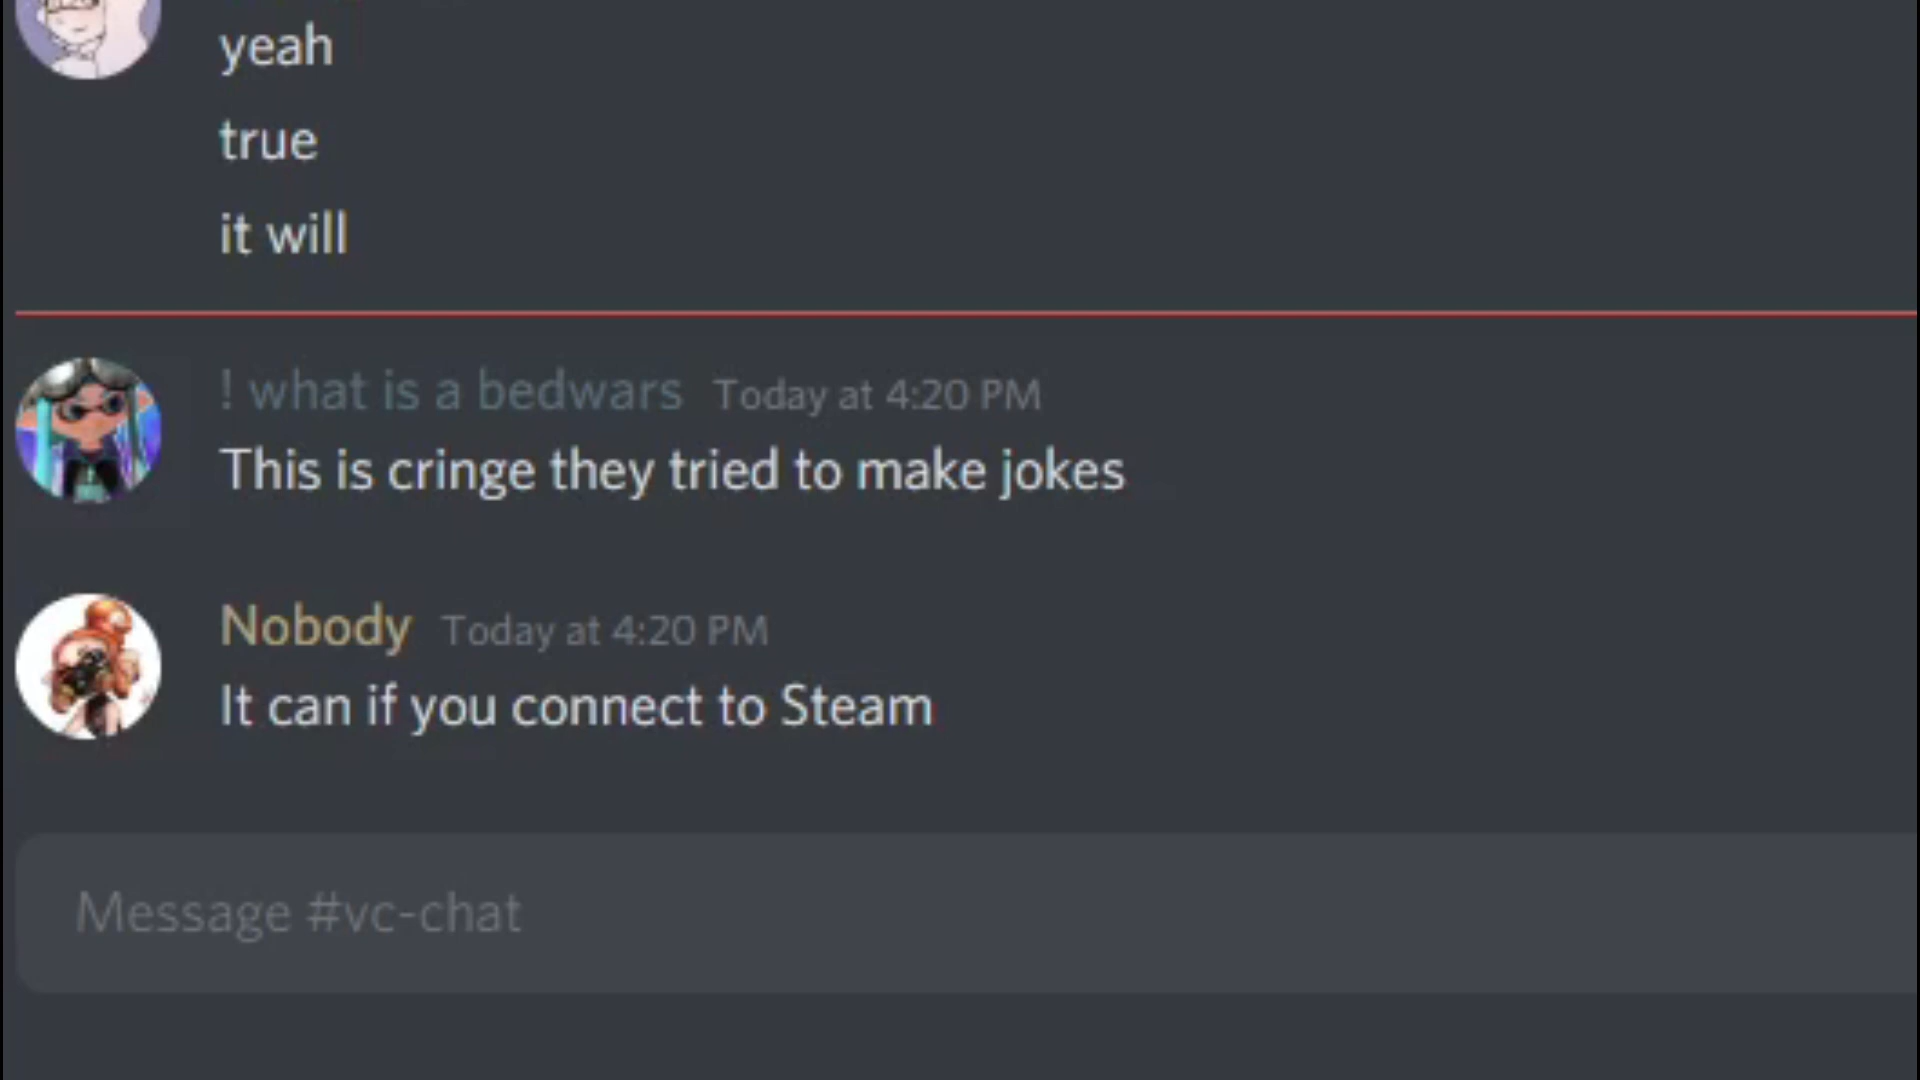 yeah
true
it will
! what is a bedwars Today at 4:20 PM
This is cringe they tried to make jokes
Nobody Today at 4:20 PM
It can if you connect to Steam
Message #vc-chat